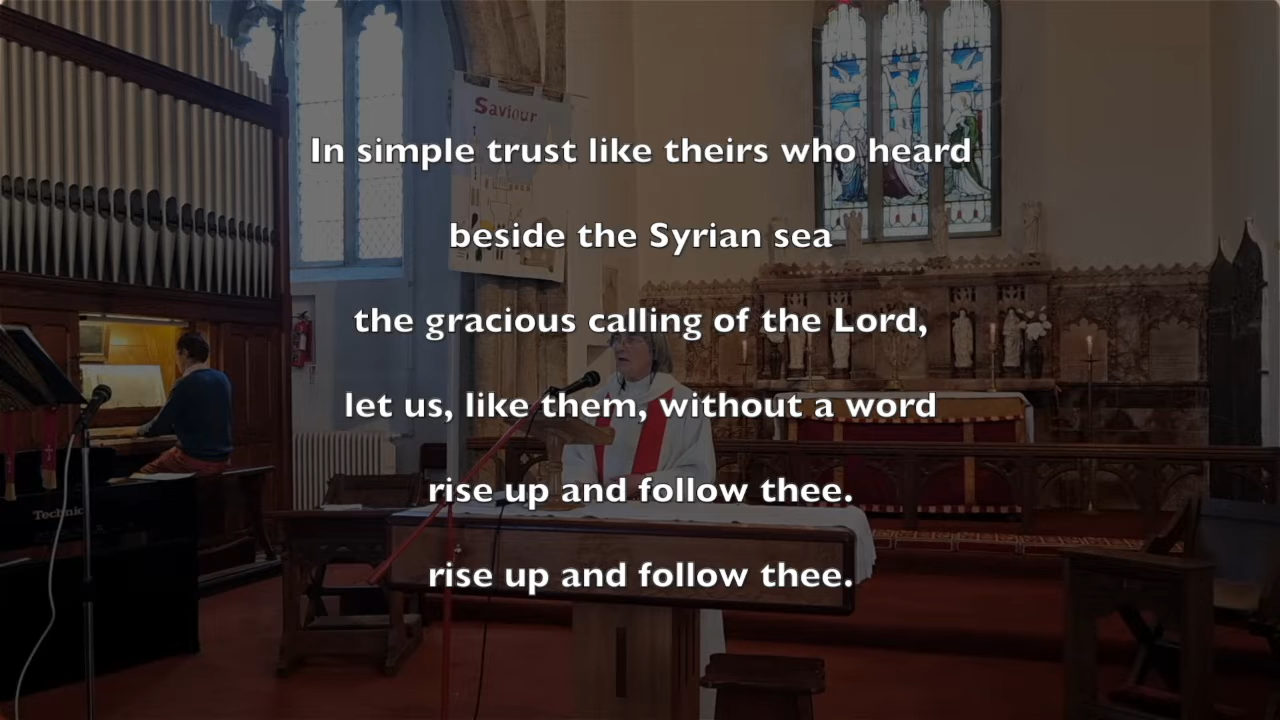 Saviour
In simple trust like theirs who heard
beside the Syrian sea
the gracious calling of the Lord,
let us, like them, without a word
rise up and follow thee.
Technic
rise up and follow thee.